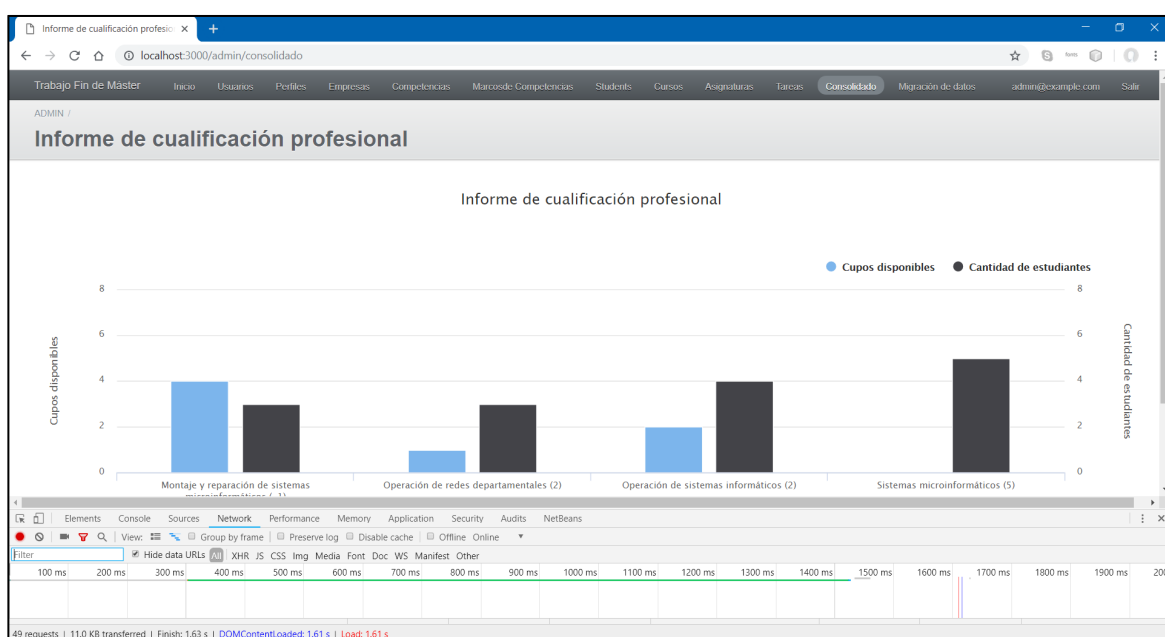 Informe de cualificación profesio
localhost:3000/admin/consolidado
Trabajo Fin de Máster Inicio Usuarios Perfiles Empresas Competencias Marcosde Competencias Students Cursos Asignaturas Tareas Consolidado Migración de datos admin@example.com Salir
ADMIN /
Informe de cualificación profesional
Informe de cualificación profesional
Cupos disponibles Cantidad de estudiantes
8 8
6 6
4 4
2 2
0 0
Cupos disponibles
Cantidad de estudiantes
Montaje y reparación de sistemas Operación de redes departamentales (2) Operación de sistemas informáticos (2) Sistemas microinformáticos (5)
Elements Console Sources Network Performance Memory Application Security Audits NetBeans
View: Group by frame Preserve log Disable cache Offline Online
Filter Hide data URLs All XHR JS CSS Img Media Font Doc WS Manifest Other
100 ms 200 ms 300 ms 400 ms 500 ms 600 ms 700 ms 800 ms 900 ms 1000 ms 1100 ms 1200 ms 1300 ms 1400 ms 1500 ms 1600 ms 1700 ms 1800 ms 1900 ms 200
49 requests | 11.0 KB transferred | Finish: 1.63 s | DOMContentLoaded: 1.61 s | Load: 1.61 s